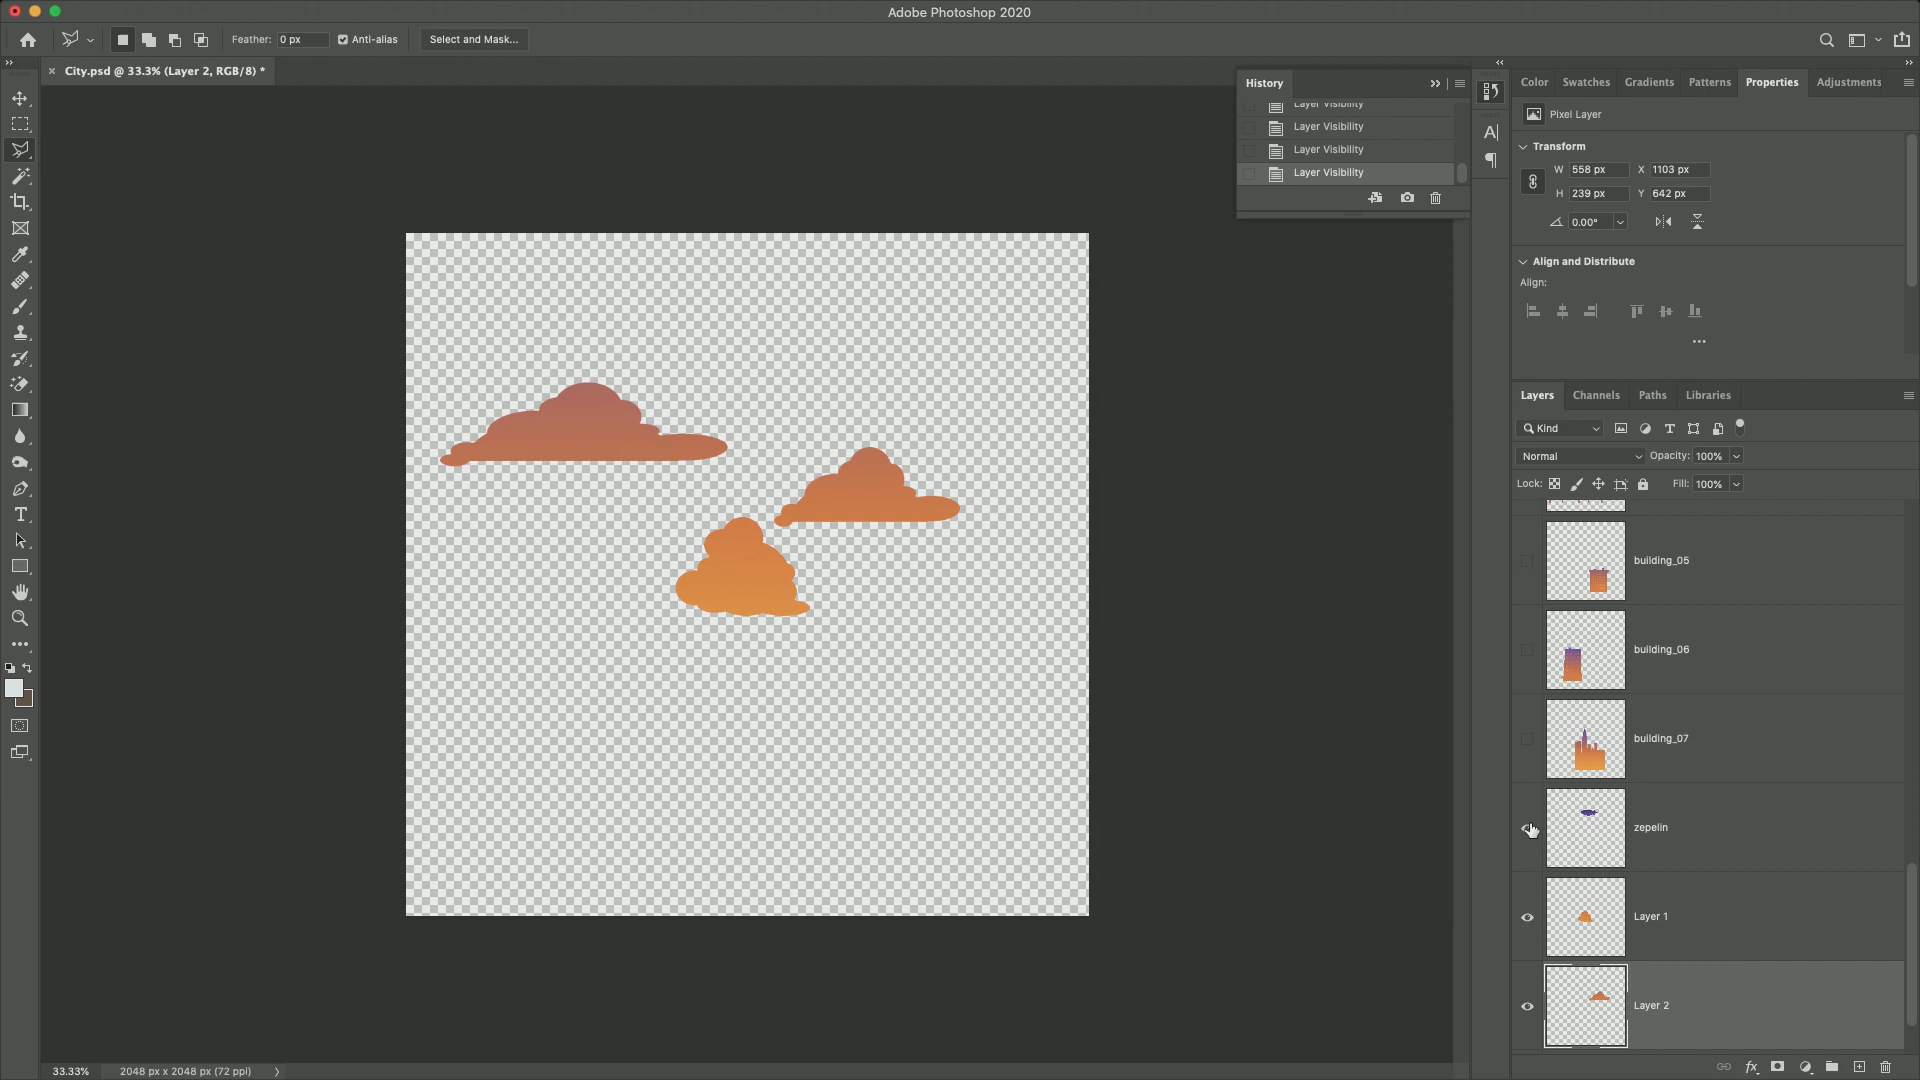 Adobe Photoshop 2020
Feather: 0 px Anti-alias Select and Mask...
City.psd @ 33.3% (Layer 2, RGB/8) *
History
Layer Visibility
Layer Visibility
Layer Visibility
Layer Visibility
Color Swatches Gradients Patterns Properties Adjustments
Pixel Layer
Transform
W 558 px X 1103 px
H 239 px Y 642 px
0.00°
Align and Distribute
Align:
Layers Channels Paths Libraries
Kind
Normal Opacity: 100%
Lock: Fill: 100%
building_05
building_06
building_07
zepelin
Layer 1
Layer 2
33.33% 2048 px x 2048 px (72 ppi)